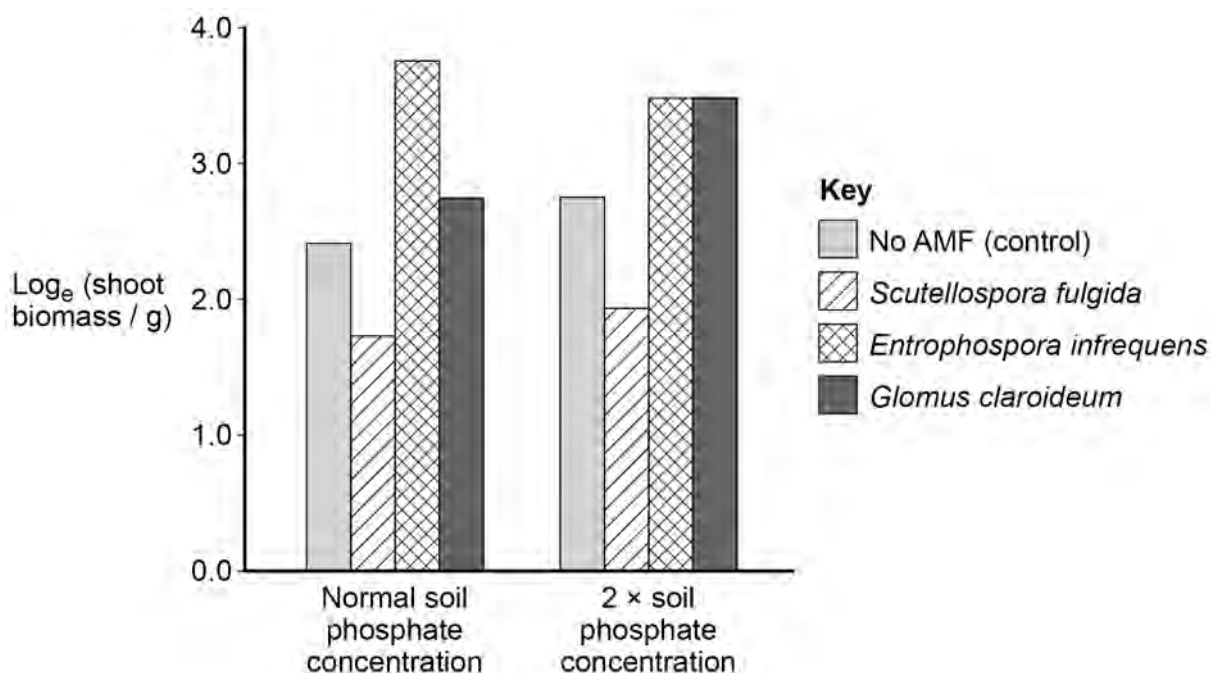 4.0
3.0
2.0
1.0
0.0
Logₑ (shoot
biomass / g)
Normal soil
phosphate
concentration
2 × soil
phosphate
concentration
Key
No AMF (control)
Scutellospora fulgida
Entrophospora infrequens
Glomus claroideum